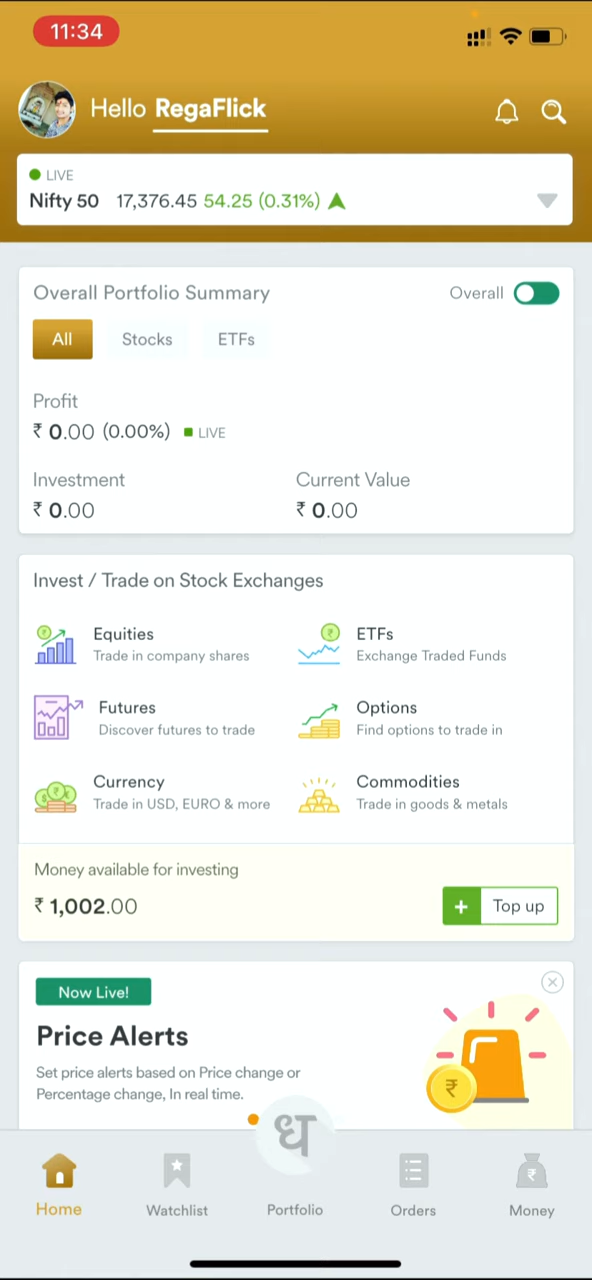 11:34
Hello RegaFlick
LIVE
Nifty 50 17,376.45 54.25 (0.31%)
Overall Portfolio Summary Overall
All Stocks ETFs
Profit
₹ 0.00 (0.00%) LIVE
Investment Current Value
₹ 0.00 ₹ 0.00
Invest / Trade on Stock Exchanges
Equities ETFs
Trade in company shares Exchange Traded Funds
Futures Options
Discover futures to trade Find options to trade in
Currency Commodities
Trade in USD, EURO & more Trade in goods & metals
Money available for investing
₹ 1,002.00 + Top up
Now Live!
Price Alerts
Set price alerts based on Price change or
Percentage change, In real time.
₹
ध
Home Watchlist Portfolio Orders Money